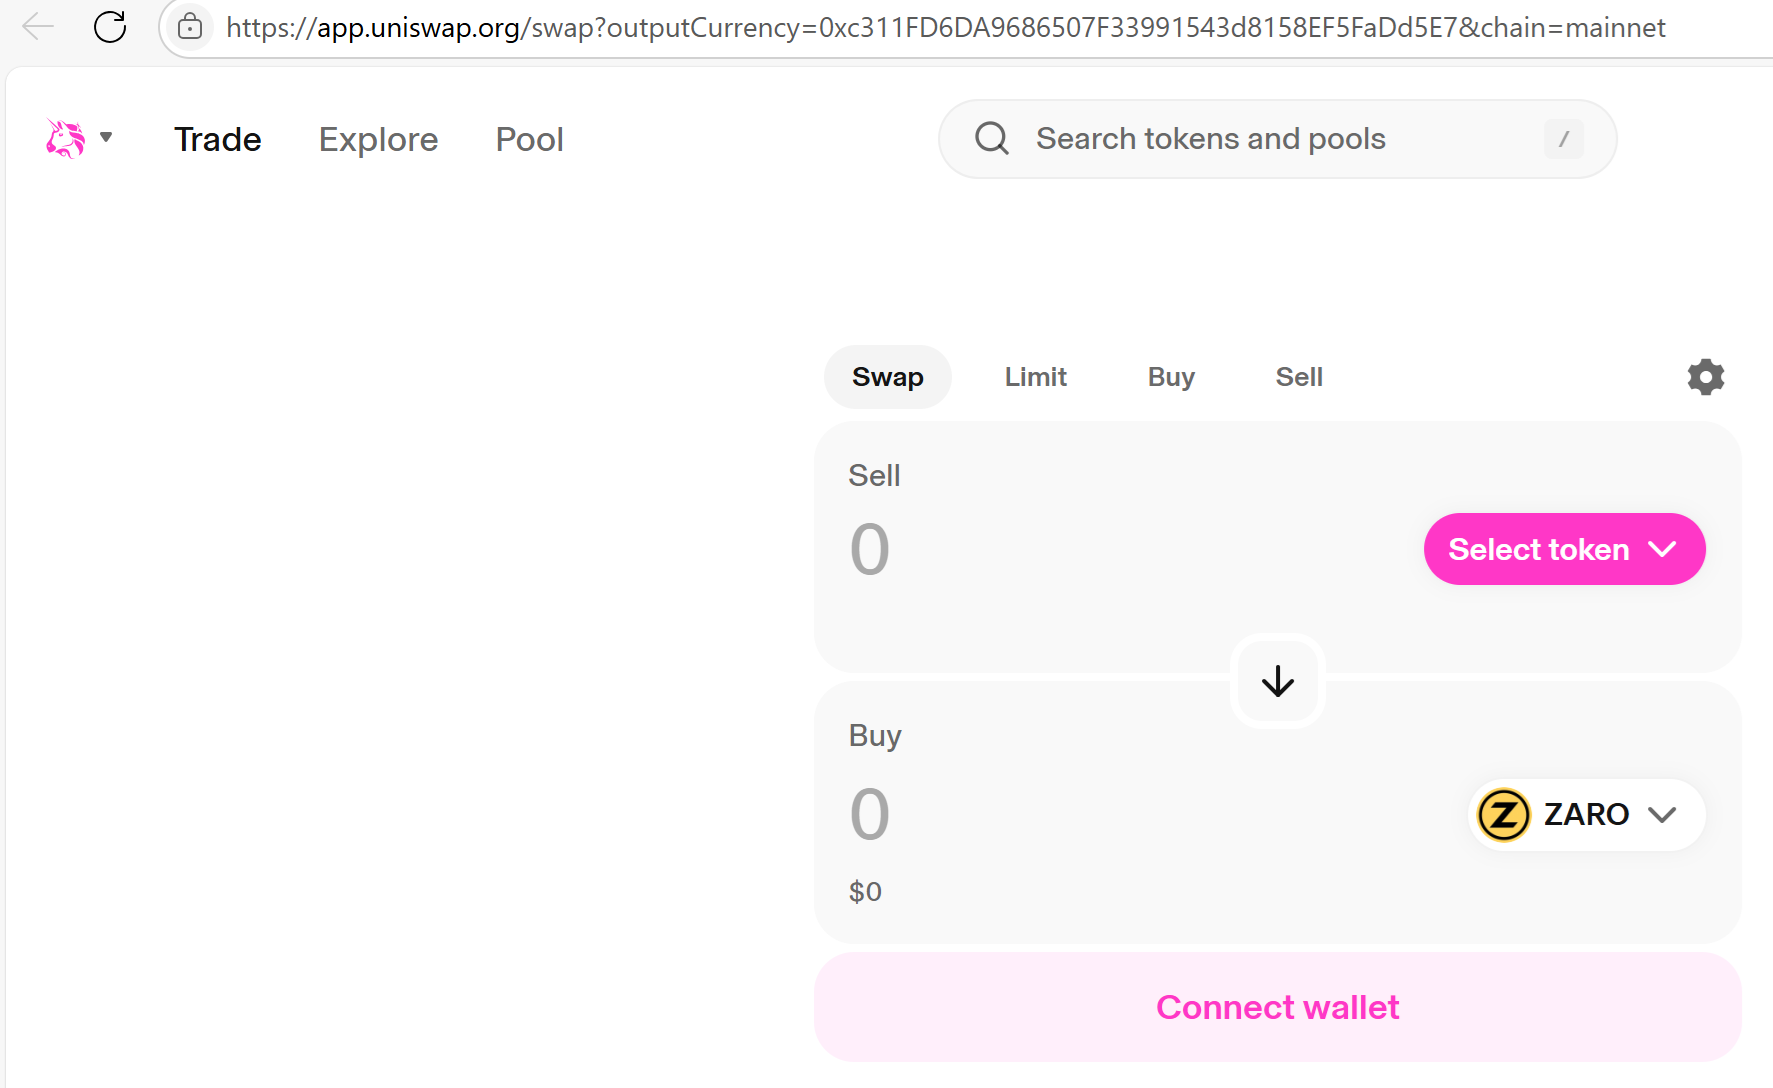 https://app.uniswap.org/swap?outputCurrency=0xc311FD6DA9686507F33991543d8158EF5FaDd5E7&chain=mainnet
Trade Explore Pool Search tokens and pools /
Swap Limit Buy Sell
Sell
0 Select token
Buy
0 Z ZARO
$0
Connect wallet